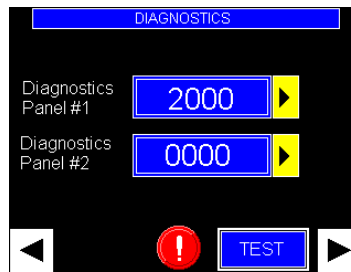 DIAGNOSTICS
Diagnostics
Panel #1
2000
Diagnostics
Panel #2
0000
!
TEST